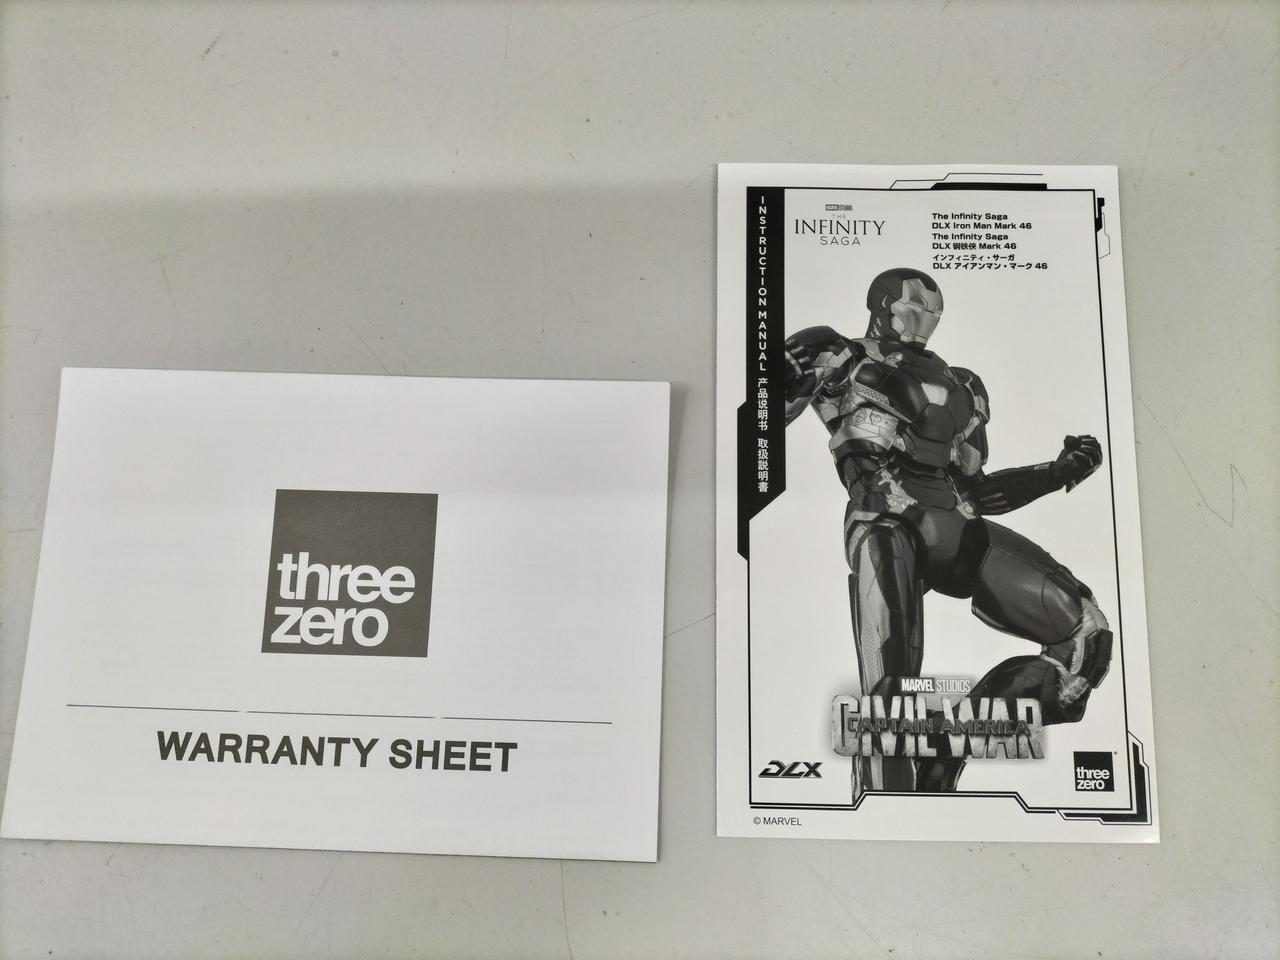 three
zero
WARRANTY SHEET
INSTRUCTION MANUAL 产品说明书 取扱説明書
MARVEL STUDIOS
THE
INFINITY
SAGA
The Infinity Saga
DLX Iron Man Mark 46
The Infinity Saga
DLX 钢铁侠 Mark 46
インフィニティ・サーガ
DLX アイアンマン・マーク 46
MARVEL STUDIOS
CIVIL WAR
CAPTAIN AMERICA
DLX
three
zero
© MARVEL